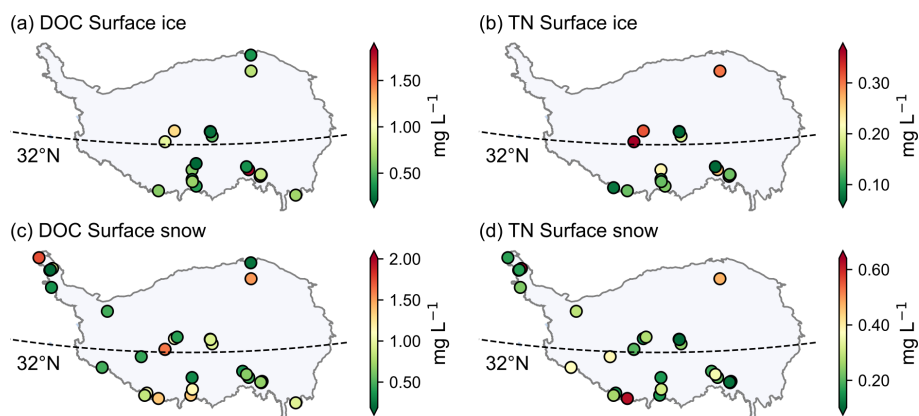 (a) DOC Surface ice
1.50
1.00
0.50
mg L⁻¹
32°N
(b) TN Surface ice
0.30
0.20
0.10
mg L⁻¹
32°N
(c) DOC Surface snow
2.00
1.50
1.00
0.50
mg L⁻¹
32°N
(d) TN Surface snow
0.60
0.40
0.20
mg L⁻¹
32°N